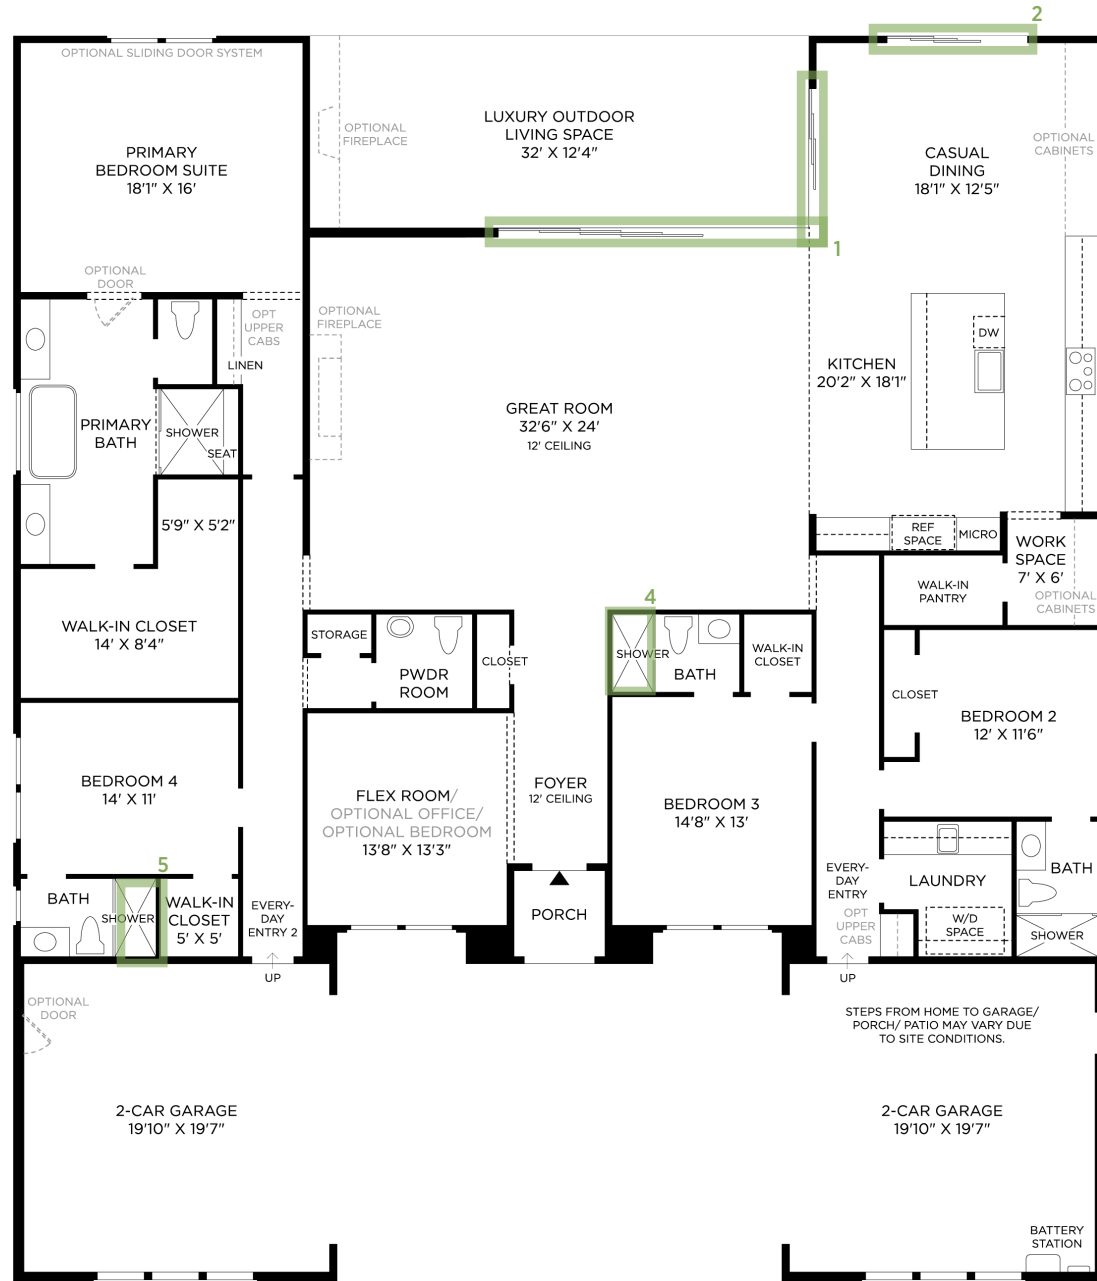 2
OPTIONAL SLIDING DOOR SYSTEM
PRIMARY
BEDROOM SUITE
18'1" X 16'
OPTIONAL
FIREPLACE
LUXURY OUTDOOR
LIVING SPACE
32' X 12'4"
CASUAL
DINING
18'1" X 12'5"
OPTIONAL
CABINETS
1
OPTIONAL
DOOR
OPT
UPPER
CABS
LINEN
OPTIONAL
FIREPLACE
PRIMARY
BATH
SHOWER
SEAT
GREAT ROOM
32'6" X 24'
12' CEILING
KITCHEN
20'2" X 18'1"
DW
5'9" X 5'2"
REF
SPACE
MICRO
WORK
SPACE
7' X 6'
OPTIONAL
CABINETS
WALK-IN
PANTRY
WALK-IN CLOSET
14' X 8'4"
STORAGE
PWDR
ROOM
CLOSET
4
SHOWER
BATH
WALK-IN
CLOSET
CLOSET
BEDROOM 2
12' X 11'6"
BEDROOM 4
14' X 11'
FLEX ROOM/
OPTIONAL OFFICE/
OPTIONAL BEDROOM
13'8" X 13'3"
FOYER
12' CEILING
BEDROOM 3
14'8" X 13'
5
BATH
SHOWER
WALK-IN
CLOSET
5' X 5'
EVERY-
DAY
ENTRY 2
UP
PORCH
EVERY-
DAY
ENTRY
OPT
UPPER
CABS
UP
LAUNDRY
W/D
SPACE
BATH
SHOWER
OPTIONAL
DOOR
STEPS FROM HOME TO GARAGE/
PORCH/ PATIO MAY VARY DUE
TO SITE CONDITIONS.
2-CAR GARAGE
19'10" X 19'7"
2-CAR GARAGE
19'10" X 19'7"
BATTERY
STATION